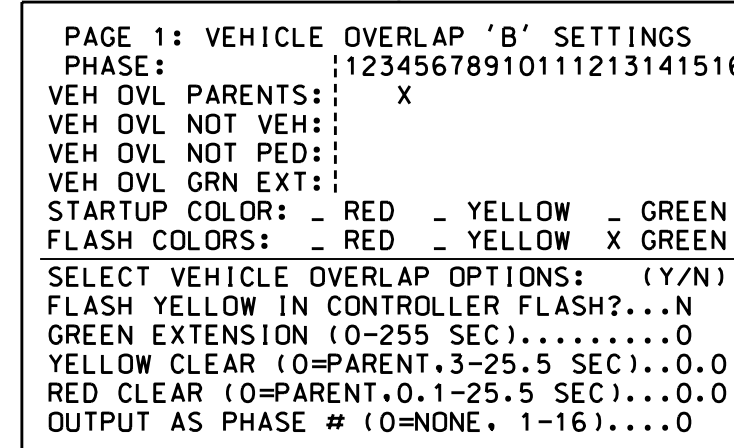 PAGE 1: VEHICLE OVERLAP 'B' SETTINGS
PHASE: ¦12345678910111213141516
VEH OVL PARENTS:¦ X
VEH OVL NOT VEH:¦
VEH OVL NOT PED:¦
VEH OVL GRN EXT:¦
STARTUP COLOR: _ RED _ YELLOW _ GREEN
FLASH COLORS: _ RED _ YELLOW X GREEN
SELECT VEHICLE OVERLAP OPTIONS: (Y/N)
FLASH YELLOW IN CONTROLLER FLASH?...N
GREEN EXTENSION (0-255 SEC).........0
YELLOW CLEAR (0=PARENT,3-25.5 SEC)..0.0
RED CLEAR (0=PARENT,0.1-25.5 SEC)...0.0
OUTPUT AS PHASE # (0=NONE, 1-16)....0